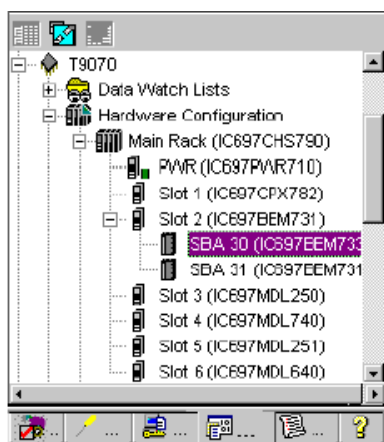 T9070
Data Watch Lists
Hardware Configuration
Main Rack (IC697CHS790)
PWR (IC697PWR710)
Slot 1 (IC697CPX782)
Slot 2 (IC697BEM731)
SBA 30 (IC697BEM733
SBA 31 (IC697BEM731
Slot 3 (IC697MDL250)
Slot 4 (IC697MDL740)
Slot 5 (IC697MDL251)
Slot 6 (IC697MDL640)
... ... ... ... ... ?